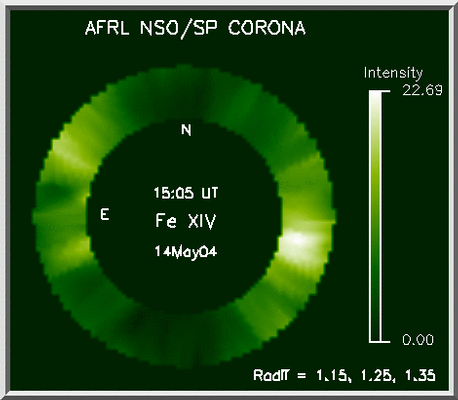 AFRL NSO/SP CORONA
Intensity
22.69
N
15:05 UT
E
Fe XIV
14May04
0.00
Radii = 1.15, 1.25, 1.35